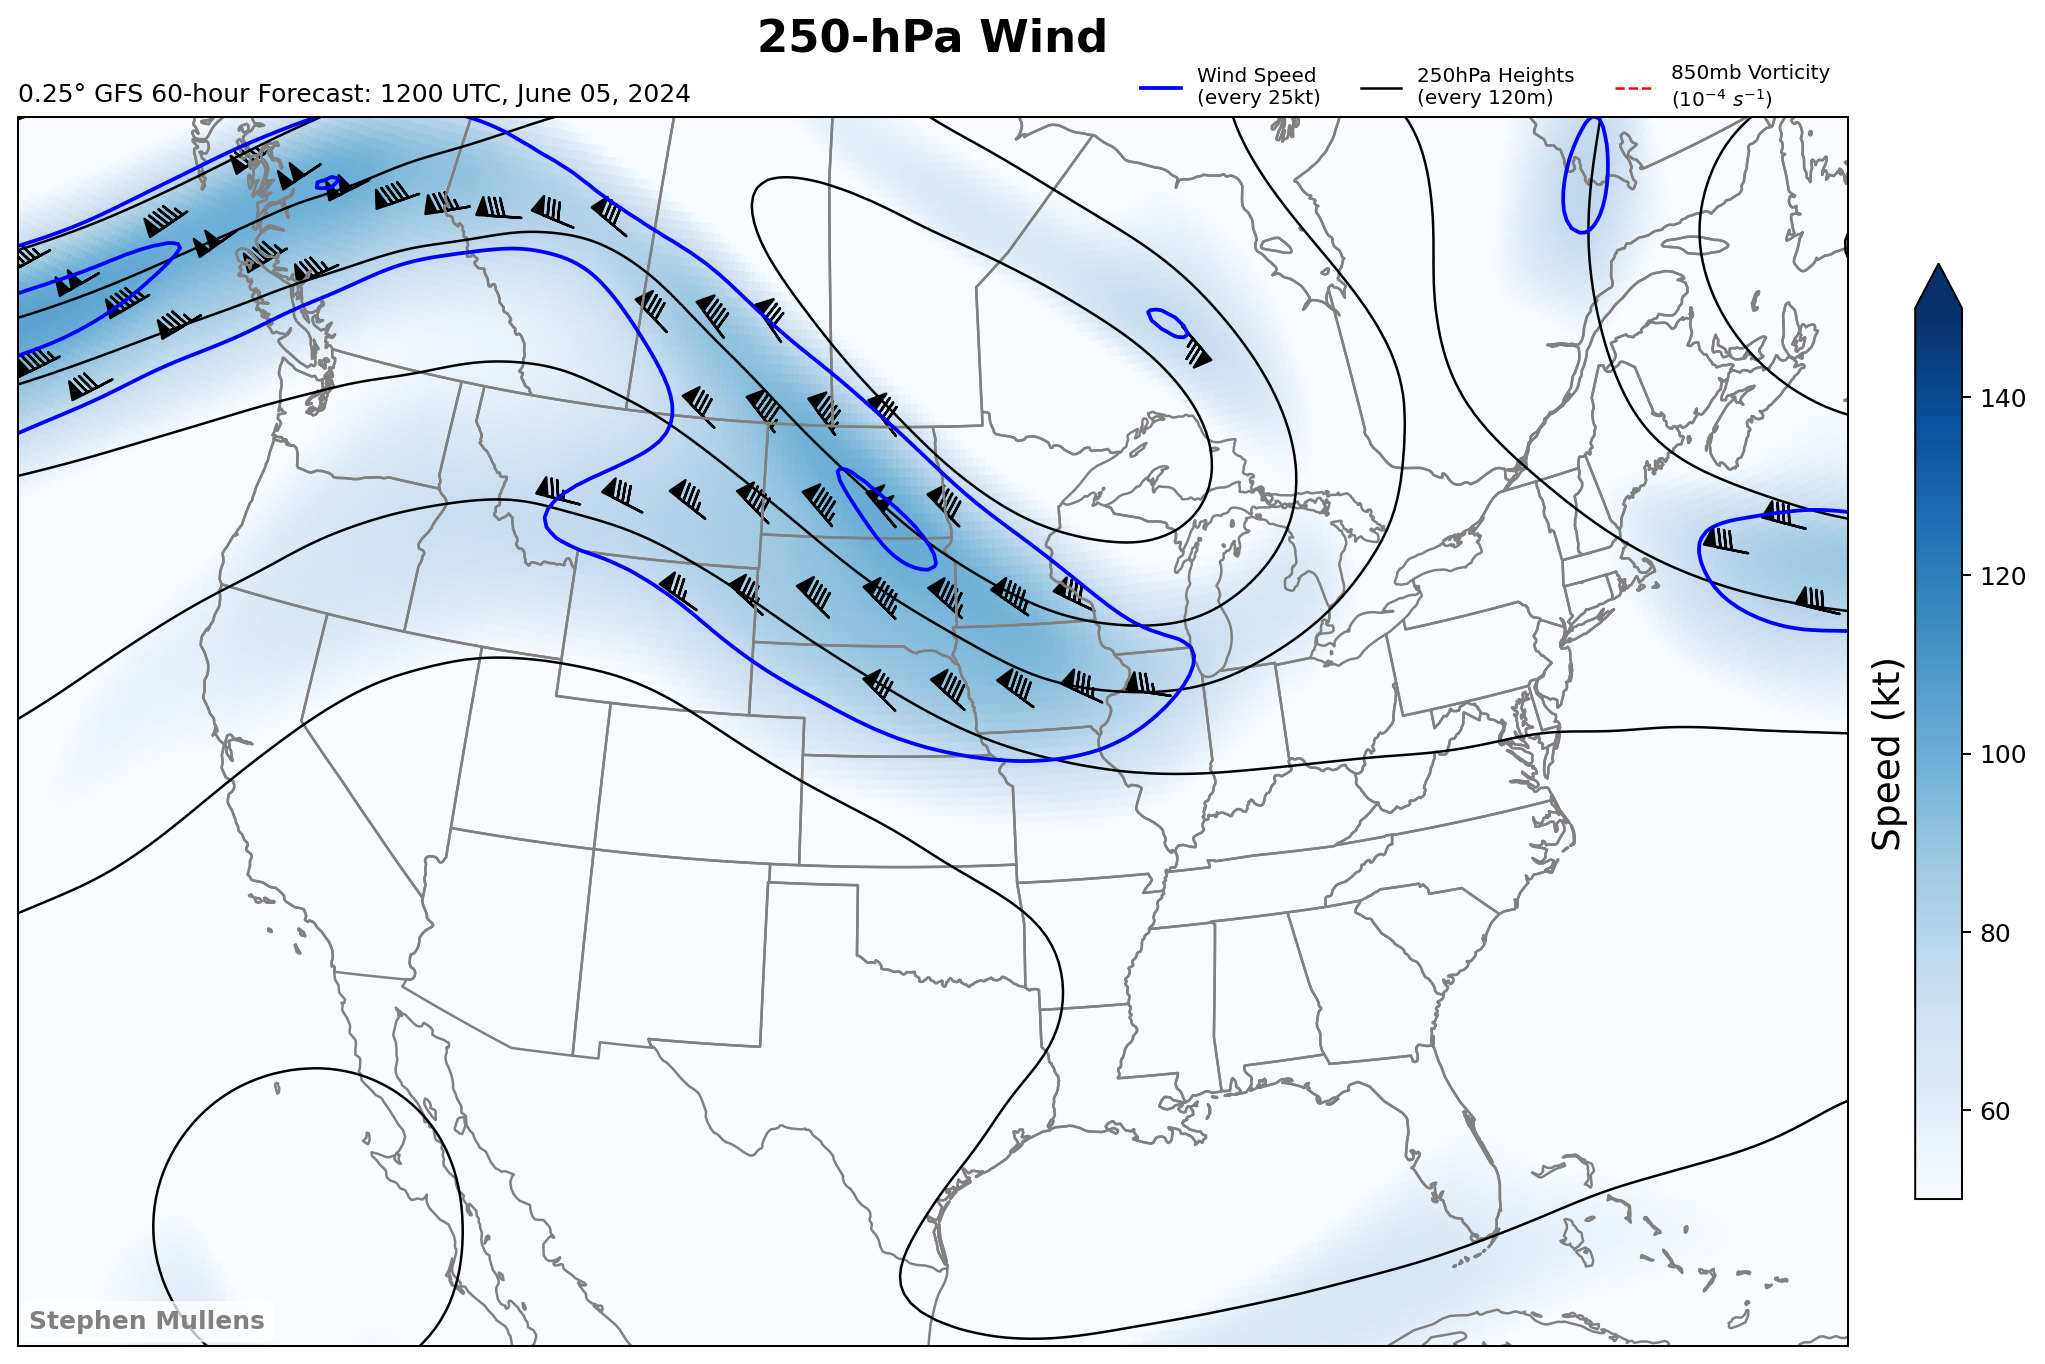 250-hPa Wind
0.25° GFS 60-hour Forecast: 1200 UTC, June 05, 2024
Wind Speed
(every 25kt)
250hPa Heights
(every 120m)
850mb Vorticity
(10⁻⁴ s⁻¹)
140
120
100
80
60
Speed (kt)
Stephen Mullens